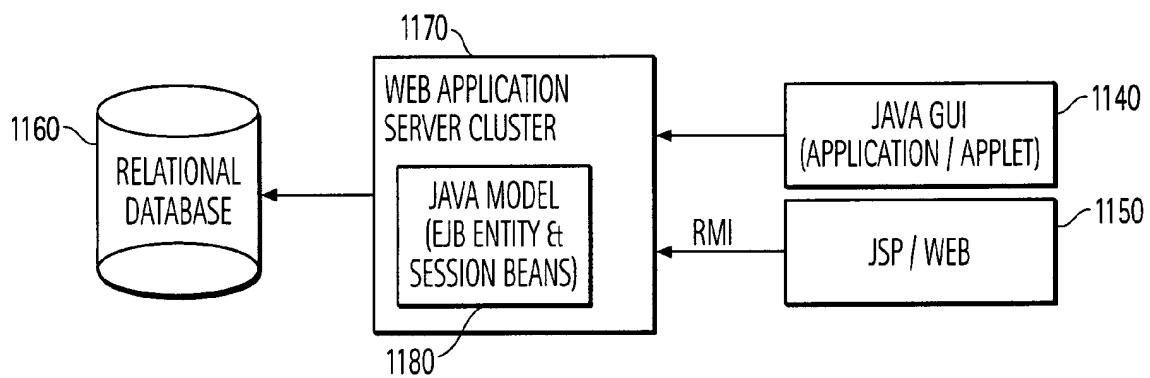 1170
WEB APPLICATION
SERVER CLUSTER
1160
RELATIONAL
DATABASE
JAVA MODEL
(EJB ENTITY &
SESSION BEANS)
1180
1140
JAVA GUI
(APPLICATION / APPLET)
RMI
1150
JSP / WEB